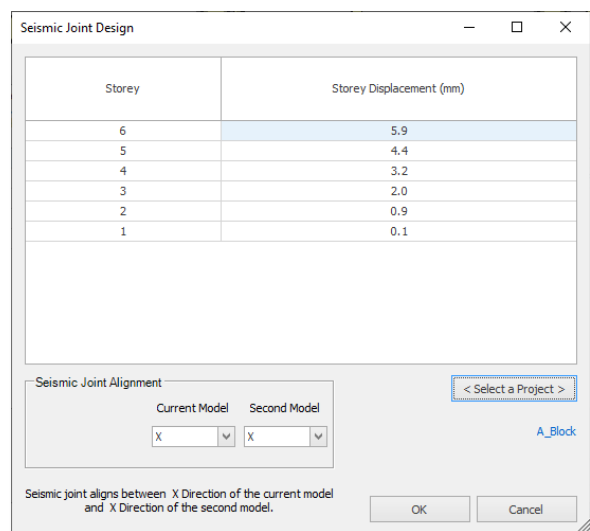 Seismic Joint Design
Storey Storey Displacement (mm)
6 5.9
5 4.4
4 3.2
3 2.0
2 0.9
1 0.1
Seismic Joint Alignment
< Select a Project >
Current Model Second Model
X X
A_Block
Seismic joint aligns between X Direction of the current model
and X Direction of the second model.
OK Cancel